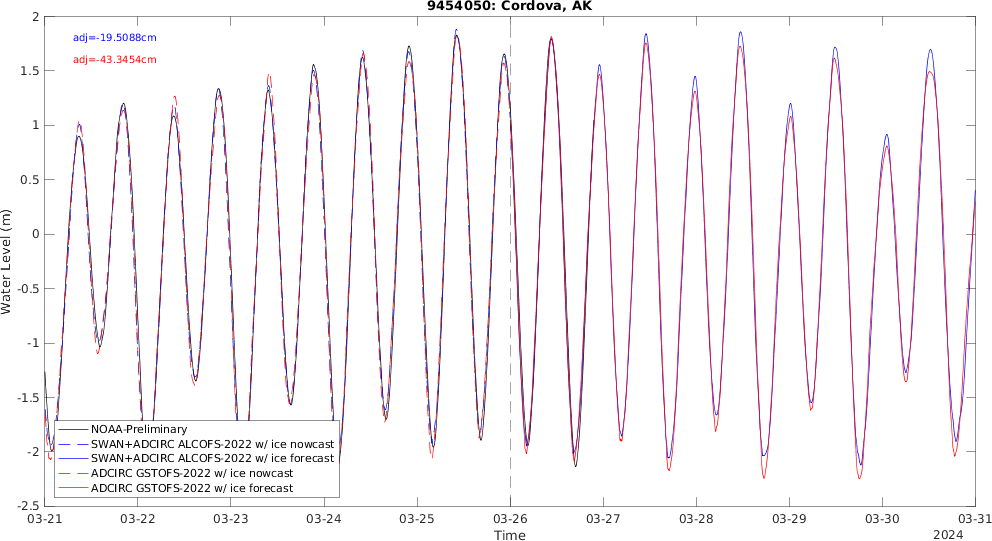 9454050: Cordova, AK
adj=-19.5088cm
adj=-43.3454cm
Water Level (m)
2
1.5
1
0.5
0
-0.5
-1
-1.5
-2
-2.5
NOAA-Preliminary
SWAN+ADCIRC ALCOFS-2022 w/ ice nowcast
SWAN+ADCIRC ALCOFS-2022 w/ ice forecast
ADCIRC GSTOFS-2022 w/ ice nowcast
ADCIRC GSTOFS-2022 w/ ice forecast
03-21 03-22 03-23 03-24 03-25 03-26 03-27 03-28 03-29 03-30 03-31
Time
2024